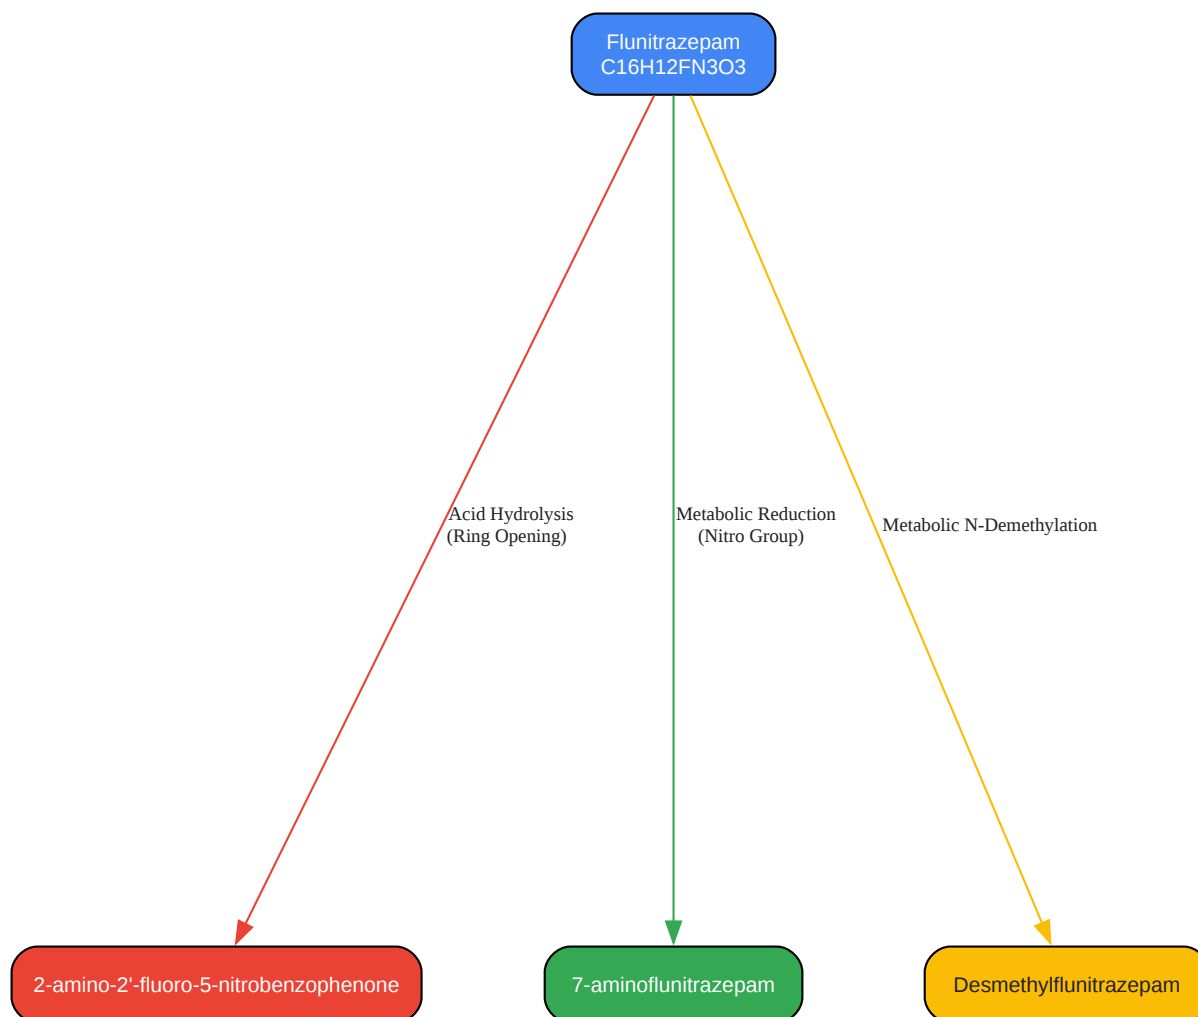 Flunitrazepam
C16H12FN3O3
Acid Hydrolysis
(Ring Opening)
Metabolic Reduction
(Nitro Group)
Metabolic N-Demethylation
2-amino-2'-fluoro-5-nitrobenzophenone
7-aminoflunitrazepam
Desmethylflunitrazepam